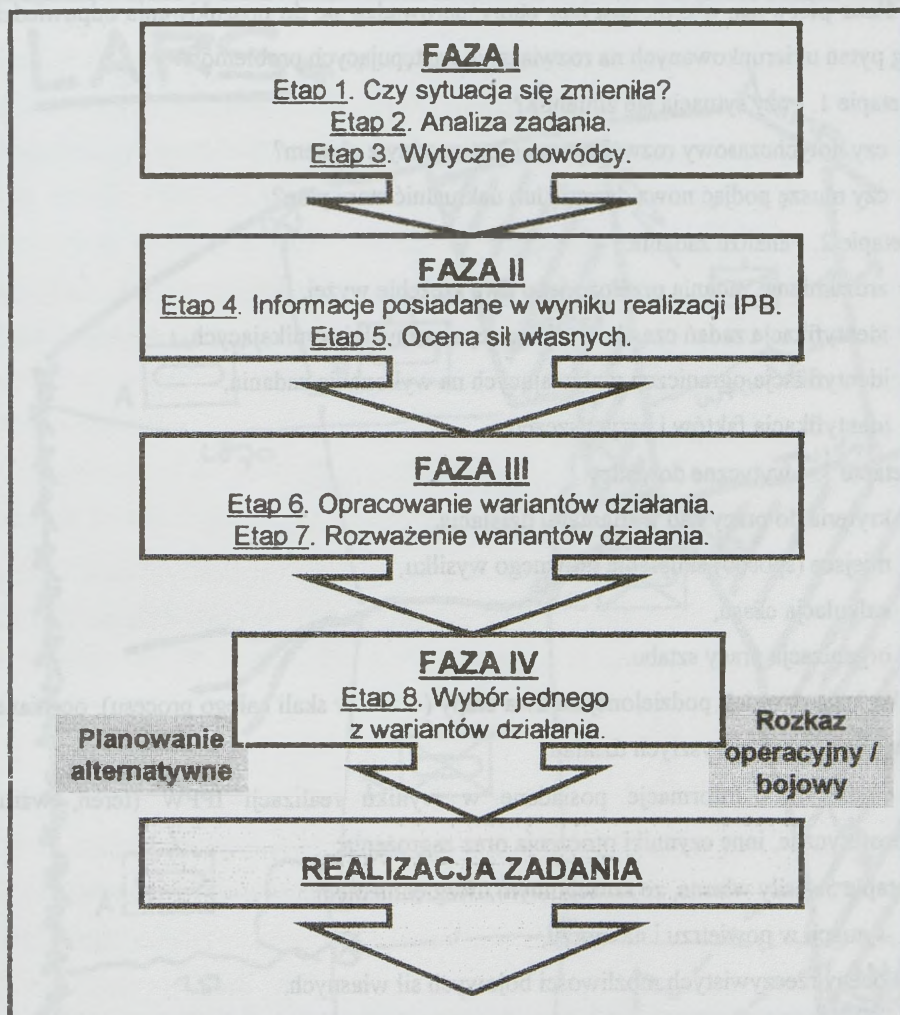 FAZA I
Etap 1. Czy sytuacja się zmieniła?
Etap 2. Analiza zadania.
Etap 3. Wytyczne dowódcy.
FAZA II
Etap 4. Informacje posiadane w wyniku realizacji IPB.
Etap 5. Ocena sił własnych.
FAZA III
Etap 6. Opracowanie wariantów działania.
Etap 7. Rozważenie wariantów działania.
FAZA IV
Etap 8. Wybór jednego
z wariantów działania.
Planowanie
alternatywne
Rozkaz
operacyjny /
bojowy
REALIZACJA ZADANIA